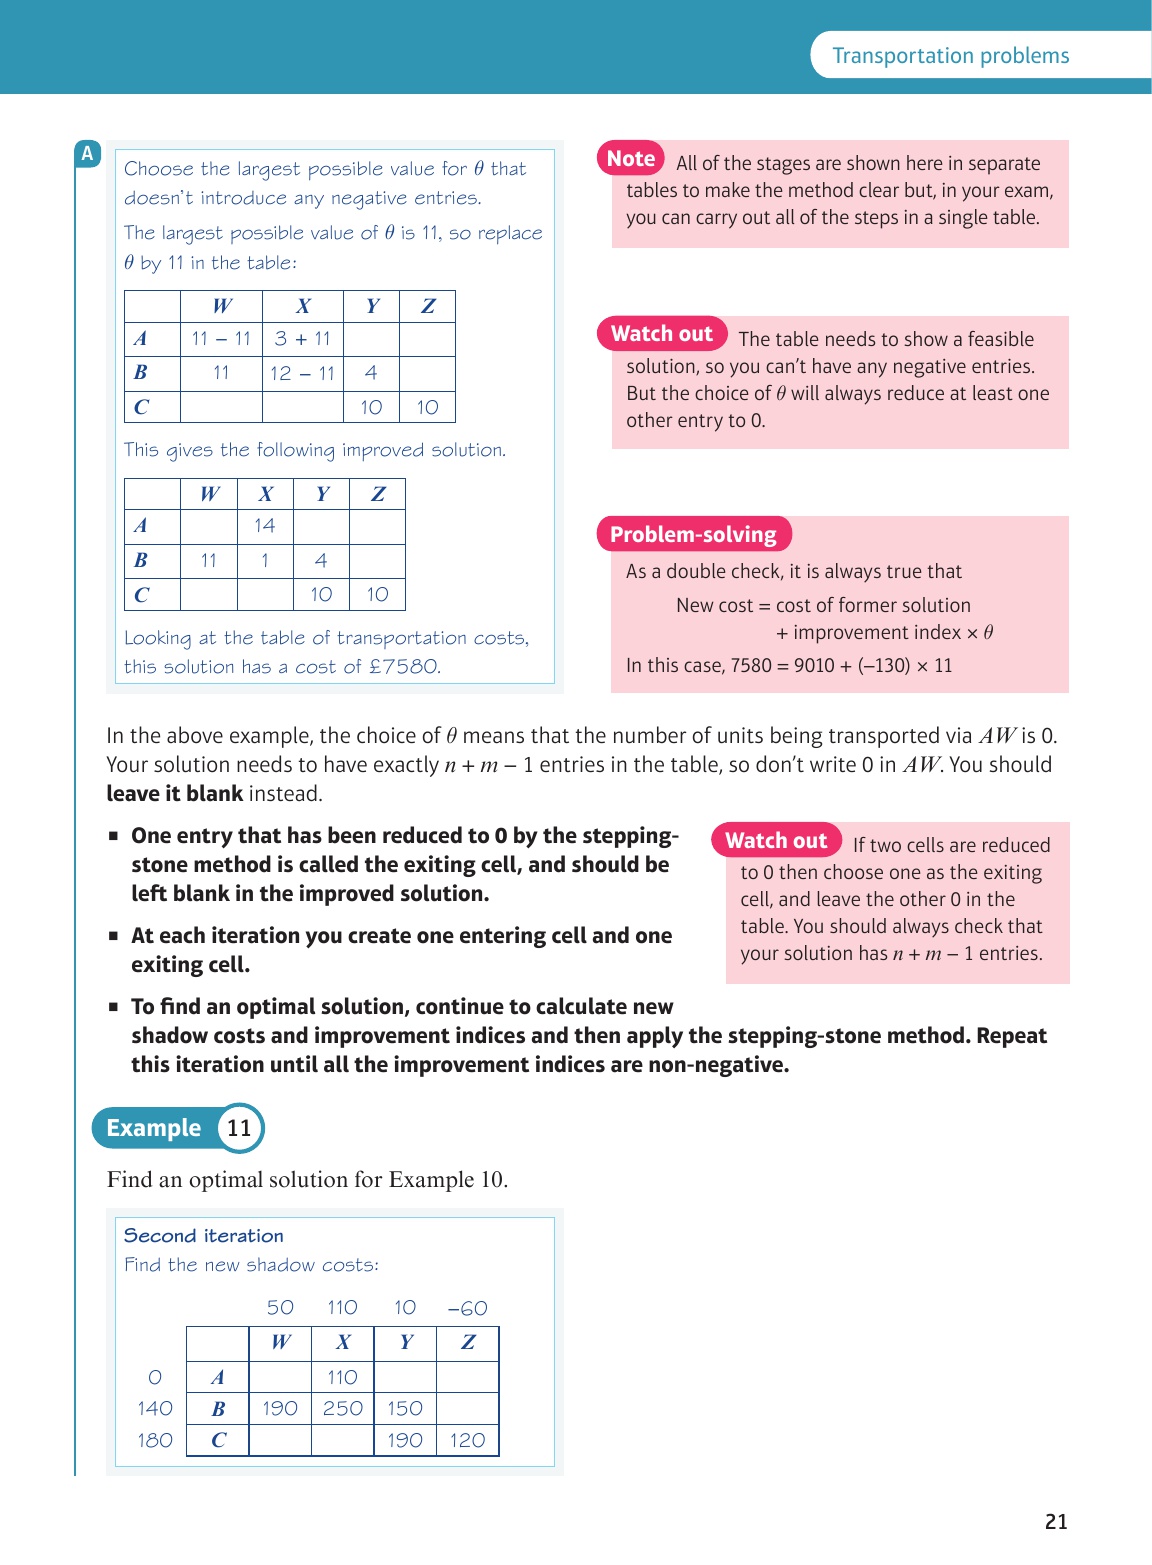 Transportation problems
A
Choose the largest possible value for θ that
doesn't introduce any negative entries.
The largest possible value of θ is 11, so replace
θ by 11 in the table:
W X Y Z
A 11 − 11 3 + 11
B 11 12 − 11 4
C 10 10
This gives the following improved solution.
W X Y Z
A 14
B 11 1 4
C 10 10
Looking at the table of transportation costs,
this solution has a cost of £7580.
Note All of the stages are shown here in separate
tables to make the method clear but, in your exam,
you can carry out all of the steps in a single table.
Watch out The table needs to show a feasible
solution, so you can't have any negative entries.
But the choice of θ will always reduce at least one
other entry to 0.
Problem-solving
As a double check, it is always true that
New cost = cost of former solution
+ improvement index × θ
In this case, 7580 = 9010 + (−130) × 11
In the above example, the choice of θ means that the number of units being transported via AW is 0.
Your solution needs to have exactly n + m − 1 entries in the table, so don't write 0 in AW. You should
leave it blank instead.
▪ One entry that has been reduced to 0 by the stepping-
stone method is called the exiting cell, and should be
left blank in the improved solution.
▪ At each iteration you create one entering cell and one
exiting cell.
▪ To find an optimal solution, continue to calculate new
shadow costs and improvement indices and then apply the stepping-stone method. Repeat
this iteration until all the improvement indices are non-negative.
Watch out If two cells are reduced
to 0 then choose one as the exiting
cell, and leave the other 0 in the
table. You should always check that
your solution has n + m − 1 entries.
Example 11
Find an optimal solution for Example 10.
Second iteration
Find the new shadow costs:
50 110 10 −60
W X Y Z
0 A 110
140 B 190 250 150
180 C 190 120
21